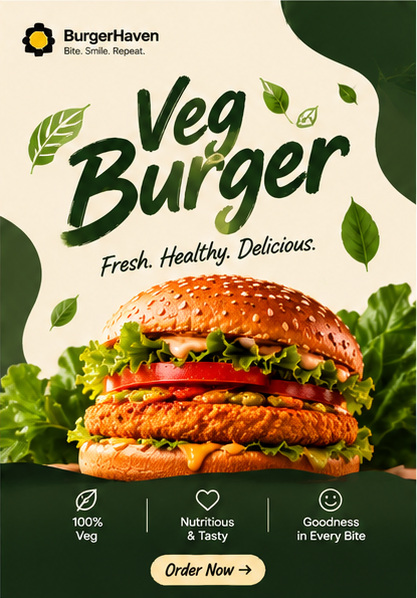 BurgerHaven
Bite. Smile. Repeat.
Veg
Burger
Fresh. Healthy. Delicious.
100%
Veg
Nutritious
& Tasty
Goodness
in Every Bite
Order Now →